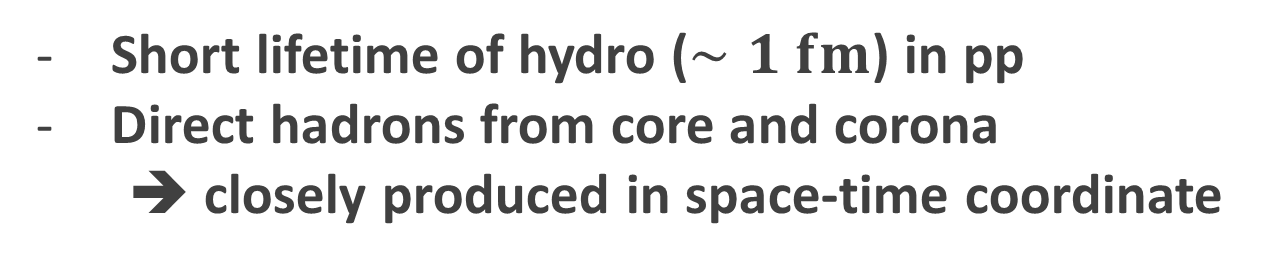 - Short lifetime of hydro (~ 1 fm) in pp
- Direct hadrons from core and corona
➔ closely produced in space-time coordinate